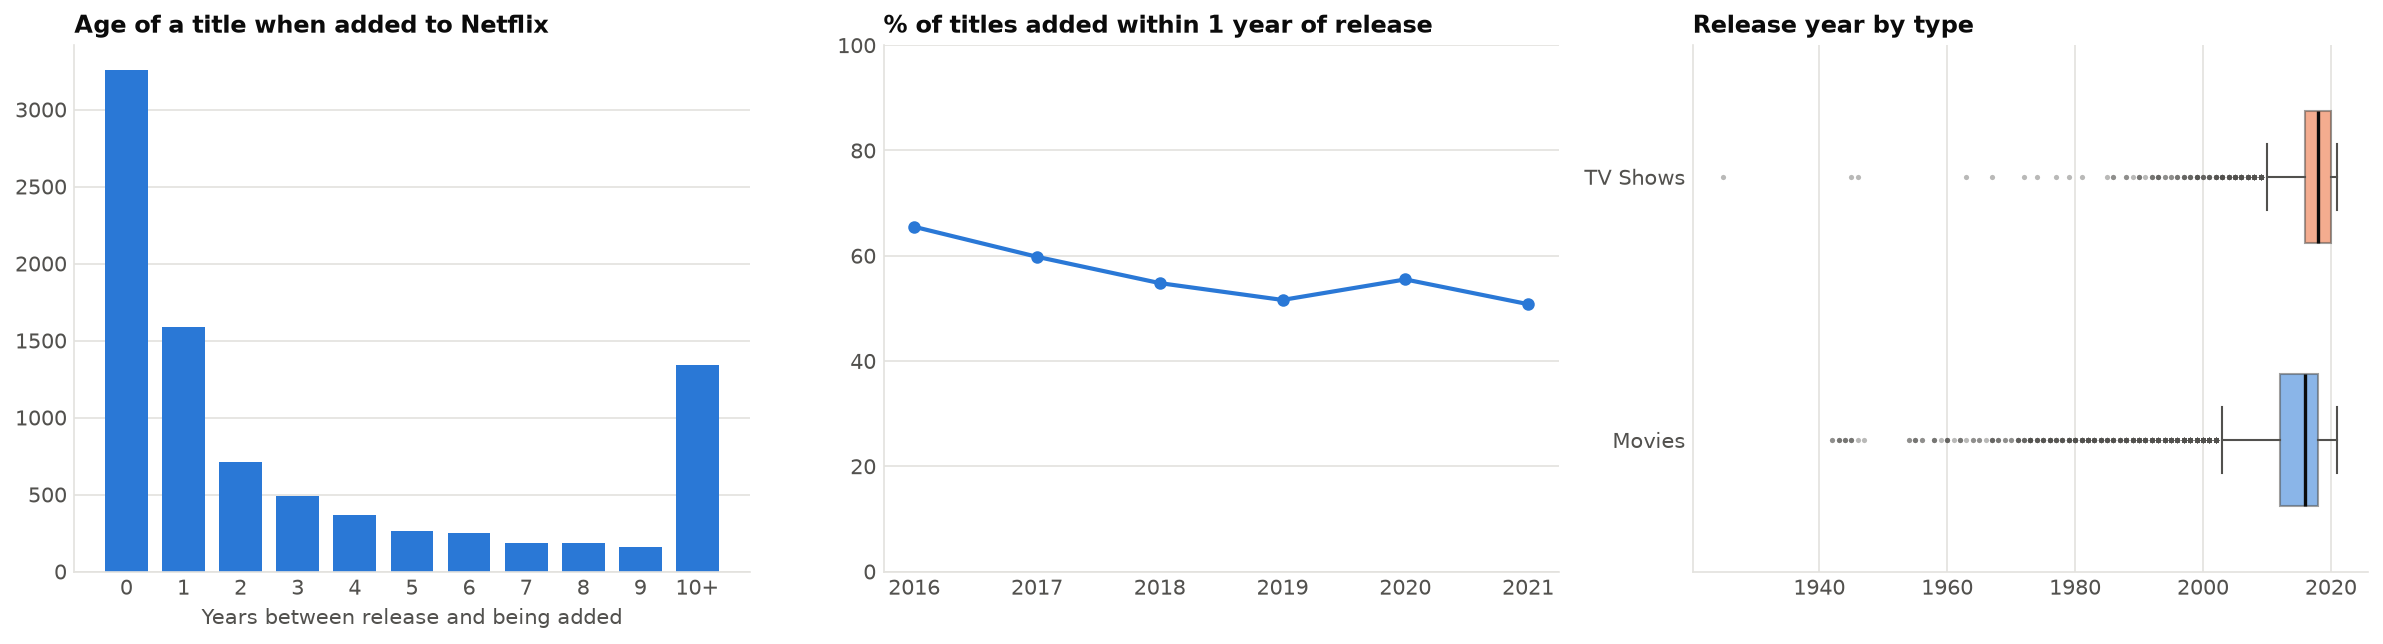 Age of a title when added to Netflix
3000
2500
2000
1500
1000
500
0
0 1 2 3 4 5 6 7 8 9 10+
Years between release and being added
% of titles added within 1 year of release
100
80
60
40
20
0
2016 2017 2018 2019 2020 2021
Release year by type
TV Shows
Movies
1940 1960 1980 2000 2020